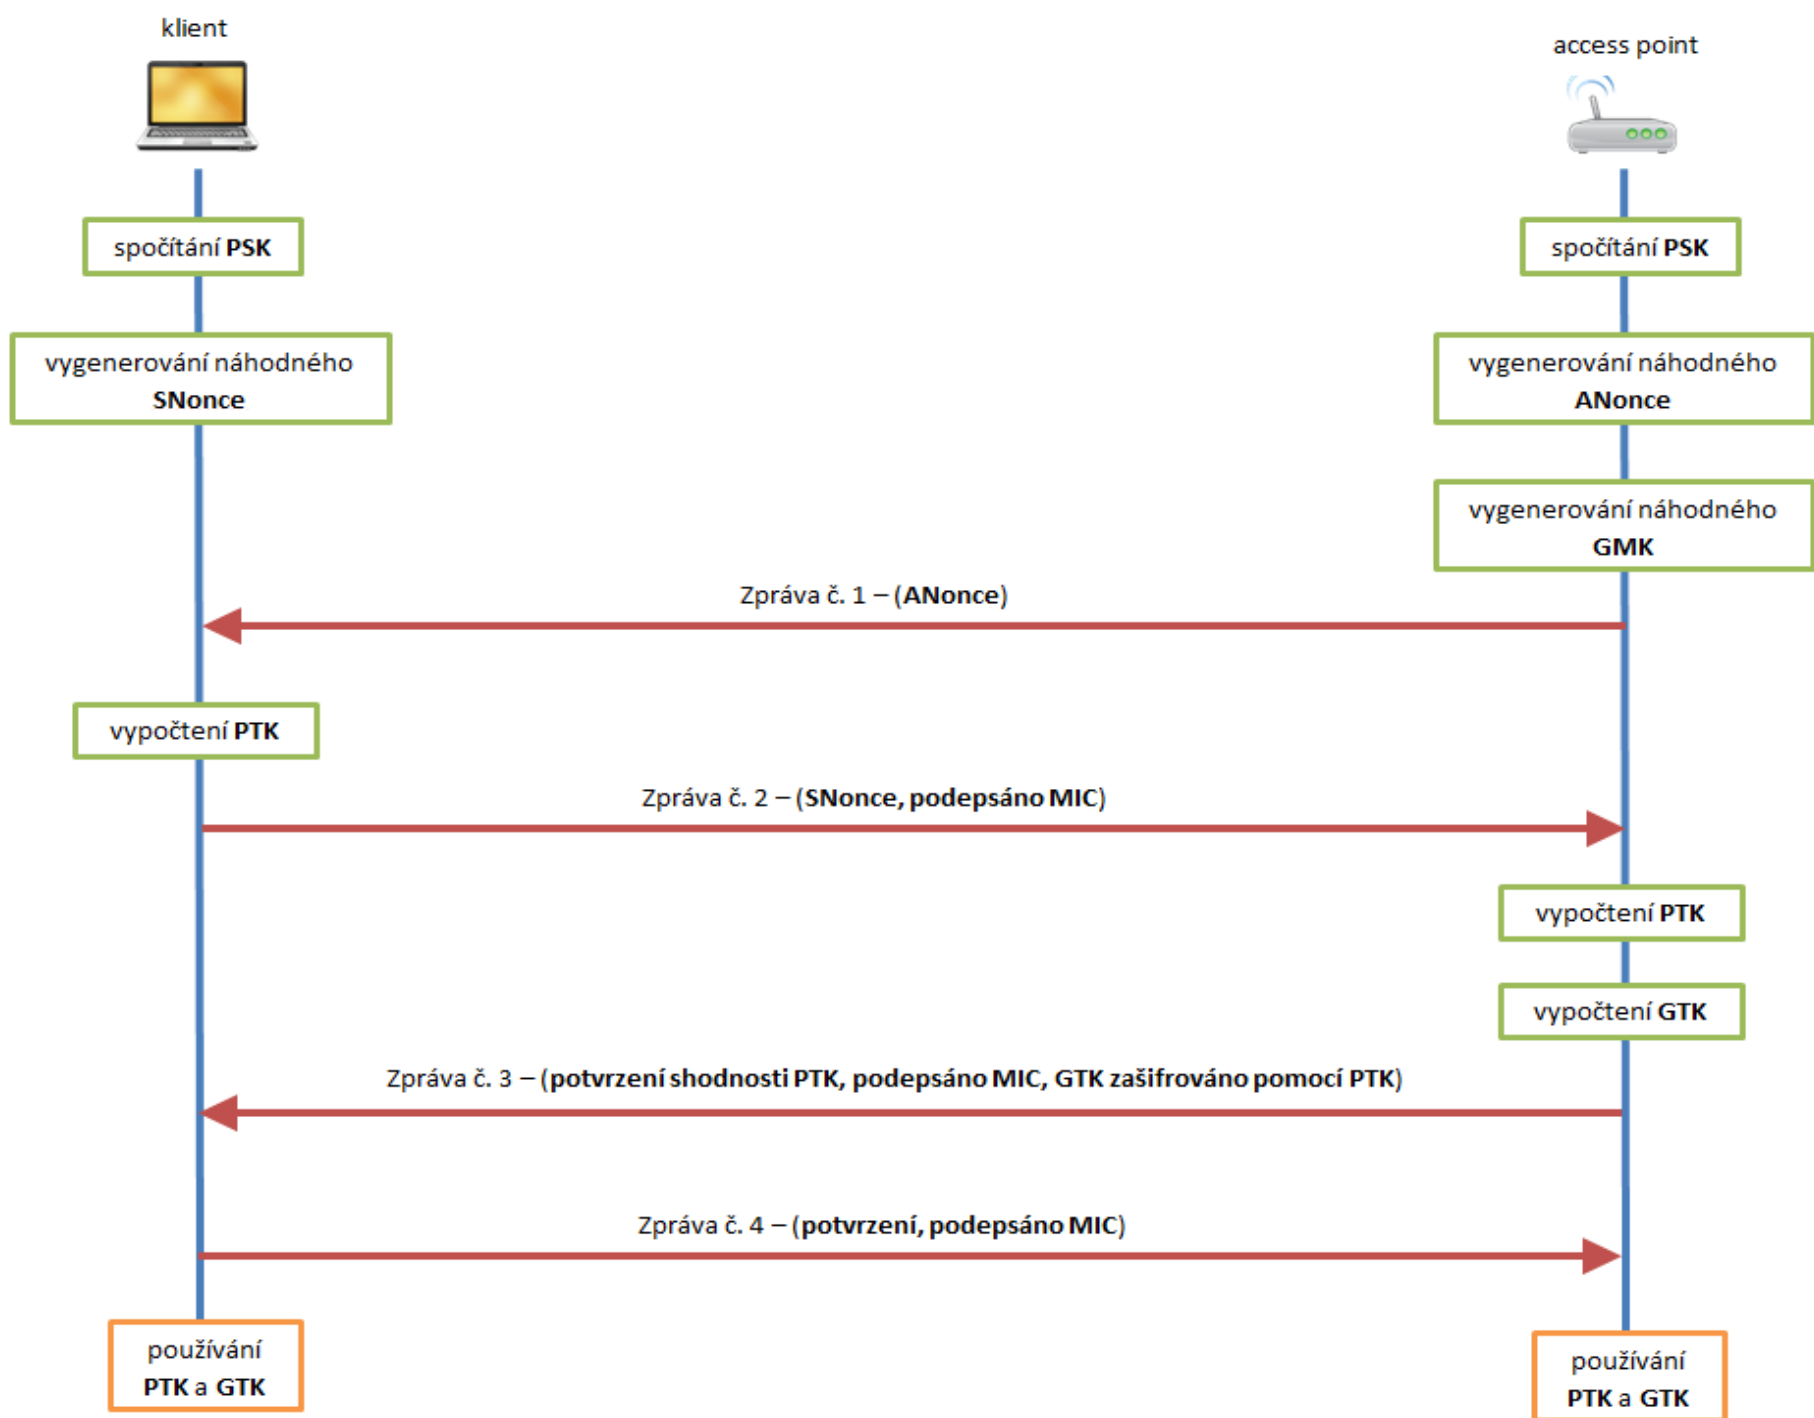 klient
access point
spočítání PSK
spočítání PSK
vygenerování náhodného
SNonce
vygenerování náhodného
ANonce
vygenerování náhodného
GMK
Zpráva č. 1 – (ANonce)
vypočtení PTK
Zpráva č. 2 – (SNonce, podepsáno MIC)
vypočtení PTK
vypočtení GTK
Zpráva č. 3 – (potvrzení shodnosti PTK, podepsáno MIC, GTK zašifrováno pomocí PTK)
Zpráva č. 4 – (potvrzení, podepsáno MIC)
používání
PTK a GTK
používání
PTK a GTK